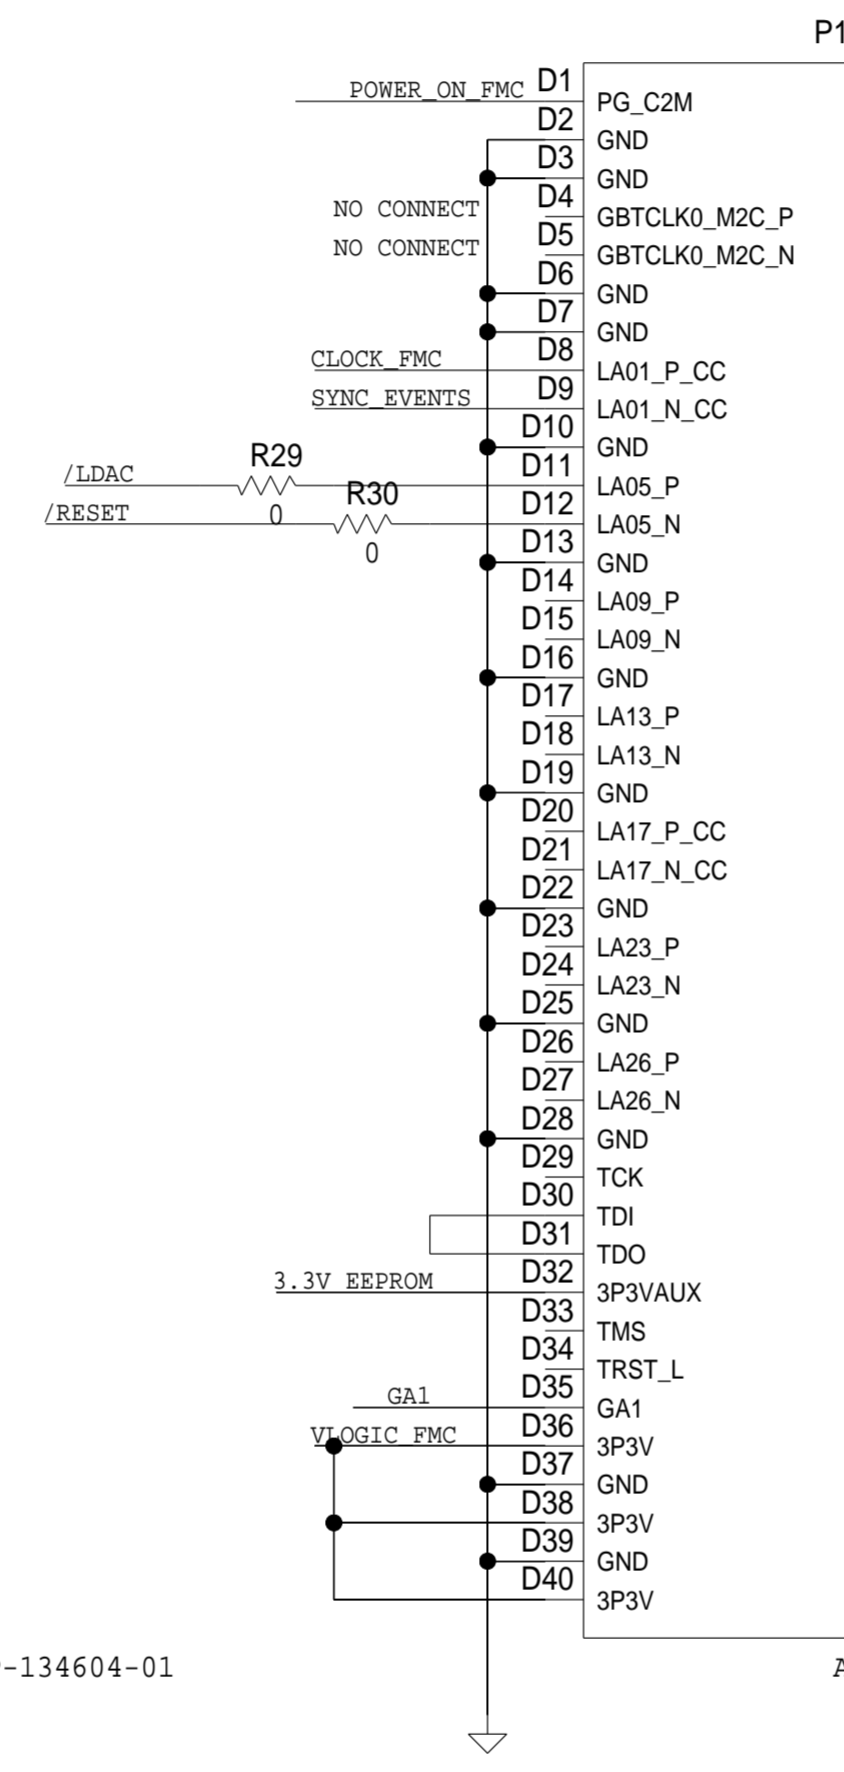 P1
D1
POWER_ON_FMC
PG_C2M
D2
GND
D3
GND
D4
NO CONNECT
GBTCLK0_M2C_P
D5
NO CONNECT
GBTCLK0_M2C_N
D6
GND
D7
GND
D8
CLOCK_FMC
LA01_P_CC
D9
SYNC_EVENTS
LA01_N_CC
D10
GND
R29
D11
/LDAC
LA05_P
R30
D12
/RESET
0
LA05_N
D13
0
GND
D14
LA09_P
D15
LA09_N
D16
GND
D17
LA13_P
D18
LA13_N
D19
GND
D20
LA17_P_CC
D21
LA17_N_CC
D22
GND
D23
LA23_P
D24
LA23_N
D25
GND
D26
LA26_P
D27
LA26_N
D28
GND
D29
TCK
D30
TDI
D31
TDO
D32
3.3V EEPROM
3P3VAUX
D33
TMS
D34
TRST_L
D35
GA1
GA1
D36
VLOGIC_FMC
3P3V
D37
GND
D38
3P3V
D39
GND
D40
3P3V
-134604-01
A